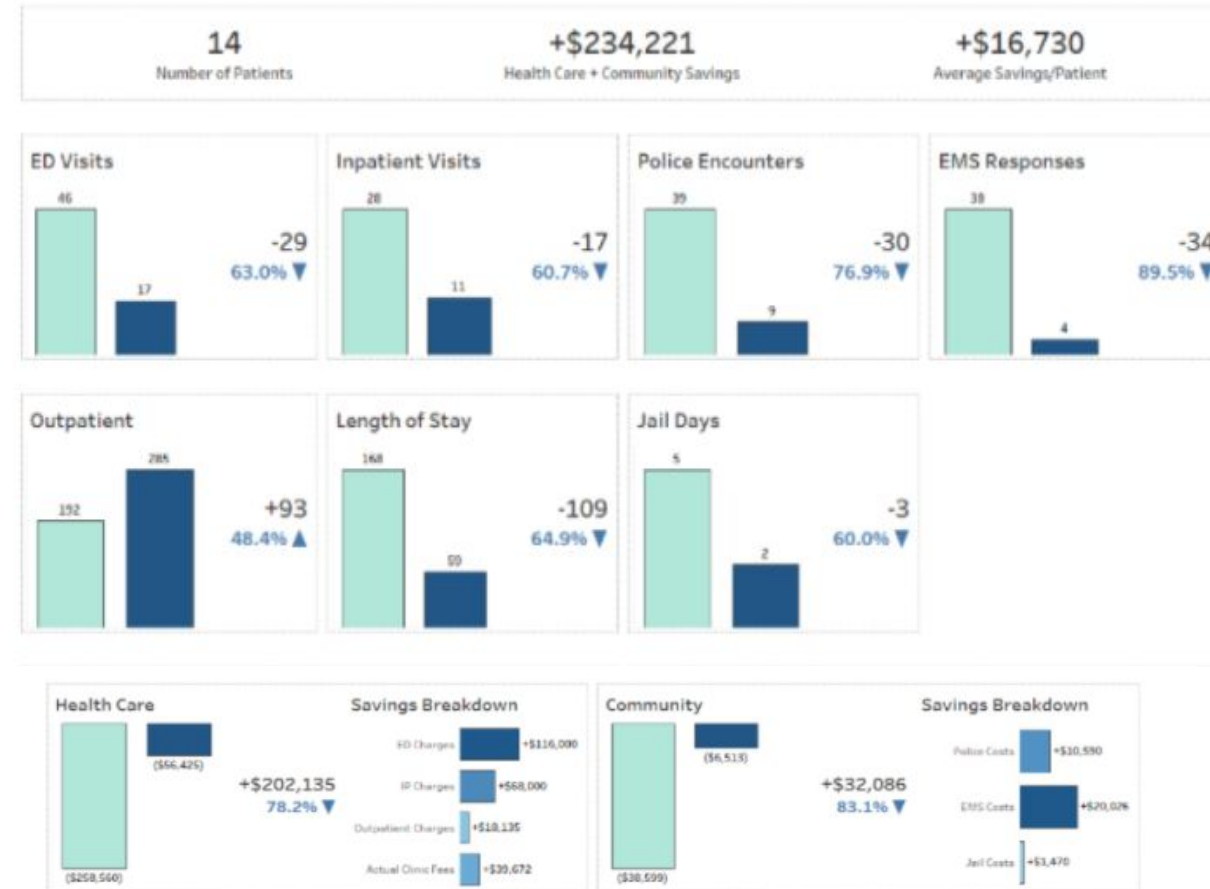 14
Number of Patients
+$234,221
Health Care + Community Savings
+$16,730
Average Savings/Patient
ED Visits
46
17
-29
63.0% ▼
Inpatient Visits
28
11
-17
60.7% ▼
Police Encounters
39
9
-30
76.9% ▼
EMS Responses
38
4
-34
89.5% ▼
Outpatient
192
285
+93
48.4% ▲
Length of Stay
168
59
-109
64.9% ▼
Jail Days
5
2
-3
60.0% ▼
Health Care
($258,560)
($56,425)
+$202,135
78.2% ▼
Savings Breakdown
ED Charges +$116,000
IP Charges +$68,000
Outpatient Charges +$18,135
Actual Clinic Fees +$39,672
Community
($38,599)
($6,513)
+$32,086
83.1% ▼
Savings Breakdown
Police Costs +$10,590
EMS Costs +$20,026
Jail Costs +$1,470